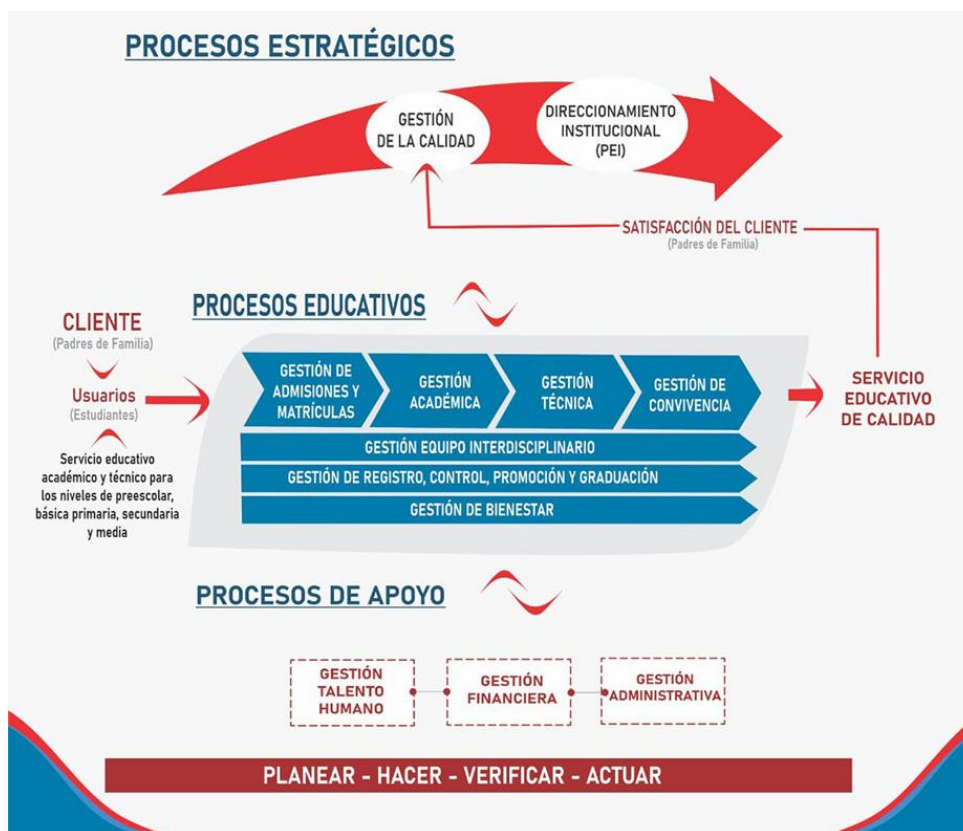 PROCESOS ESTRATÉGICOS
GESTIÓN
DE LA CALIDAD
DIRECCIONAMIENTO
INSTITUCIONAL
(PEI)
SATISFACCIÓN DEL CLIENTE
(Padres de Familia)
PROCESOS EDUCATIVOS
CLIENTE
(Padres de Familia)
Usuarios
(Estudiantes)
Servicio educativo
académico y técnico para
los niveles de preescolar,
básica primaria, secundaria
y media
GESTIÓN DE
ADMISIONES Y
MATRÍCULAS
GESTIÓN
ACADÉMICA
GESTIÓN
TÉCNICA
GESTIÓN DE
CONVIVENCIA
GESTIÓN EQUIPO INTERDISCIPLINARIO
GESTIÓN DE REGISTRO, CONTROL, PROMOCIÓN Y GRADUACIÓN
GESTIÓN DE BIENESTAR
SERVICIO
EDUCATIVO
DE CALIDAD
PROCESOS DE APOYO
GESTIÓN
TALENTO
HUMANO
GESTIÓN
FINANCIERA
GESTIÓN
ADMINISTRATIVA
PLANEAR - HACER - VERIFICAR - ACTUAR